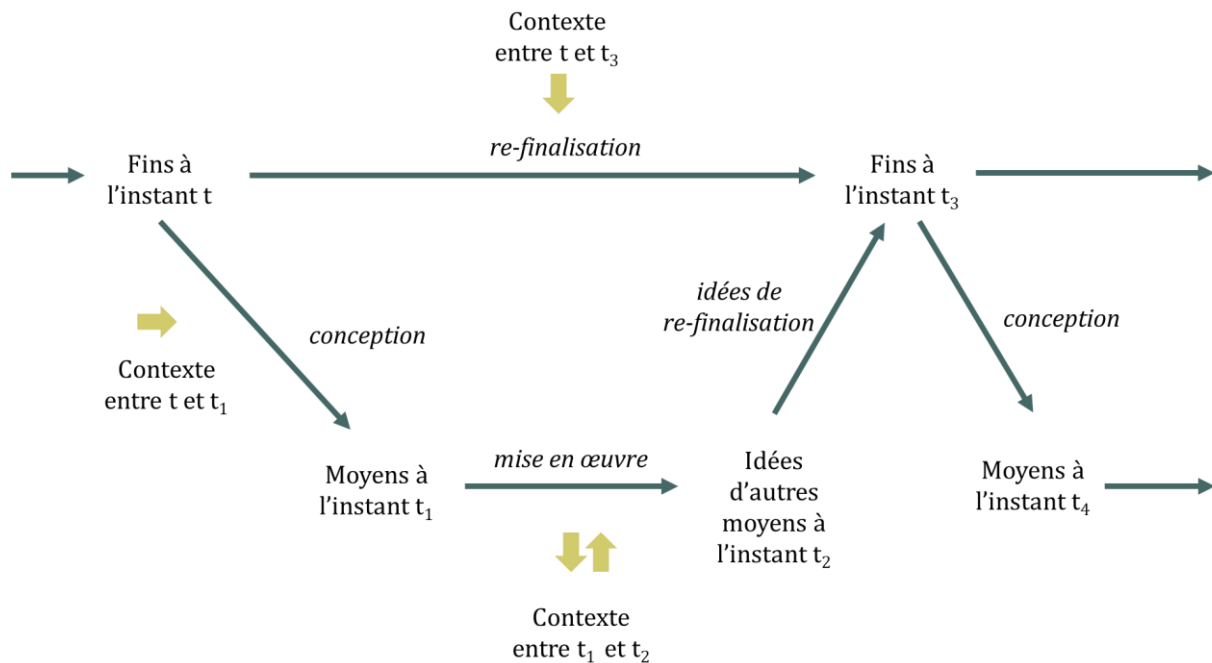 Contexte
entre t et t₃
re-finalisation
Fins à
l'instant t
Fins à
l'instant t₃
idées de
re-finalisation
conception
conception
Contexte
entre t et t₁
Moyens à
l'instant t₁
mise en œuvre
Idées
d'autres
moyens à
l'instant t₂
Moyens à
l'instant t₄
Contexte
entre t₁ et t₂